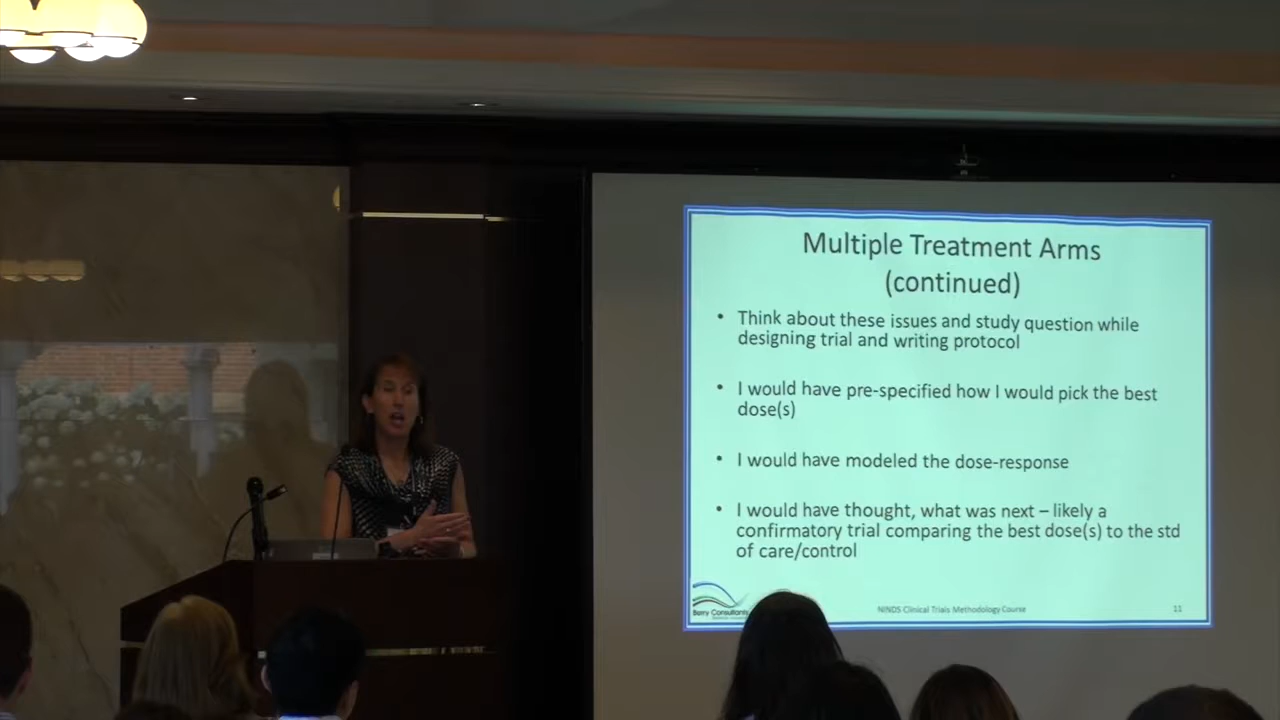 Multiple Treatment Arms
(continued)
• Think about these issues and study question while
designing trial and writing protocol
• I would have pre-specified how I would pick the best
dose(s)
• I would have modeled the dose-response
• I would have thought, what was next – likely a
confirmatory trial comparing the best dose(s) to the std
of care/control
Berry Consultants
NINDS Clinical Trials Methodology Course
11